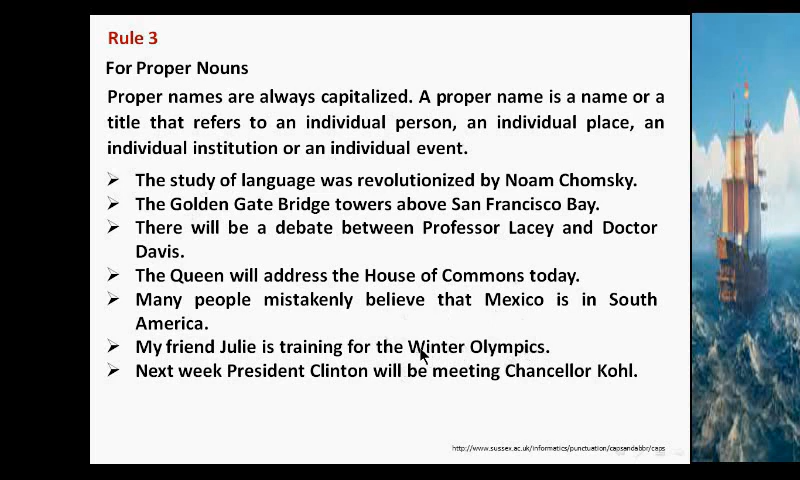 Rule 3
For Proper Nouns
Proper names are always capitalized. A proper name is a name or a
title that refers to an individual person, an individual place, an
individual institution or an individual event.
➢ The study of language was revolutionized by Noam Chomsky.
➢ The Golden Gate Bridge towers above San Francisco Bay.
➢ There will be a debate between Professor Lacey and Doctor
Davis.
➢ The Queen will address the House of Commons today.
➢ Many people mistakenly believe that Mexico is in South
America.
➢ My friend Julie is training for the Winter Olympics.
➢ Next week President Clinton will be meeting Chancellor Kohl.
http://www.sussex.ac.uk/informatics/punctuation/capsandabbr/caps